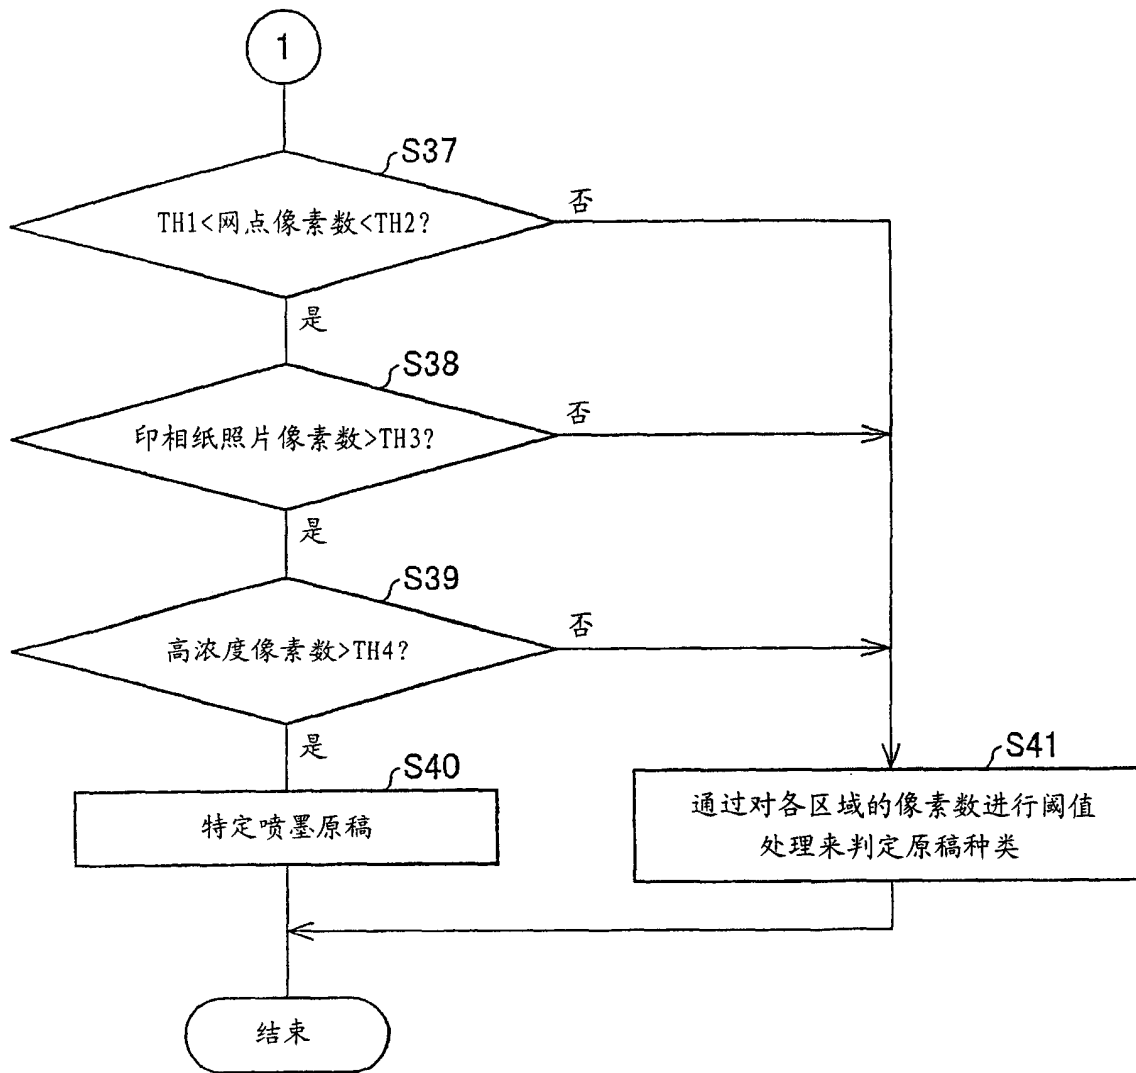 1
S37
TH1<网点像素数<TH2?
否
是
S38
印相纸照片像素数>TH3?
否
是
S39
高浓度像素数>TH4?
否
是
S40
特定喷墨原稿
S41
通过对各区域的像素数进行阈值
处理来判定原稿种类
结束